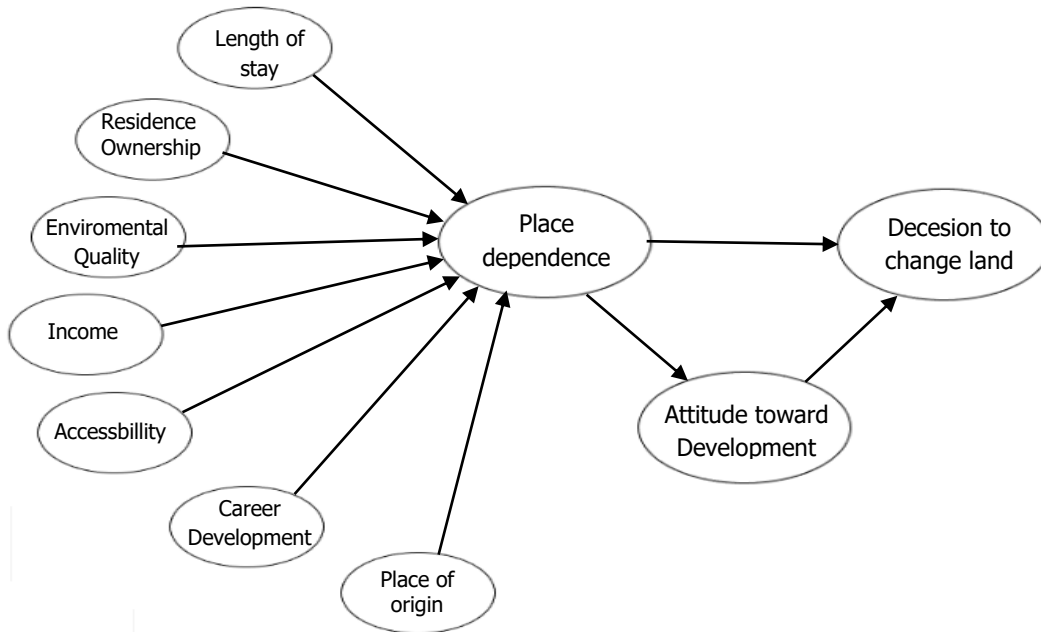 Length of
stay
Residence
Ownership
Enviromental
Quality
Income
Accessbillity
Career
Development
Place of
origin
Place
dependence
Attitude toward
Development
Decesion to
change land